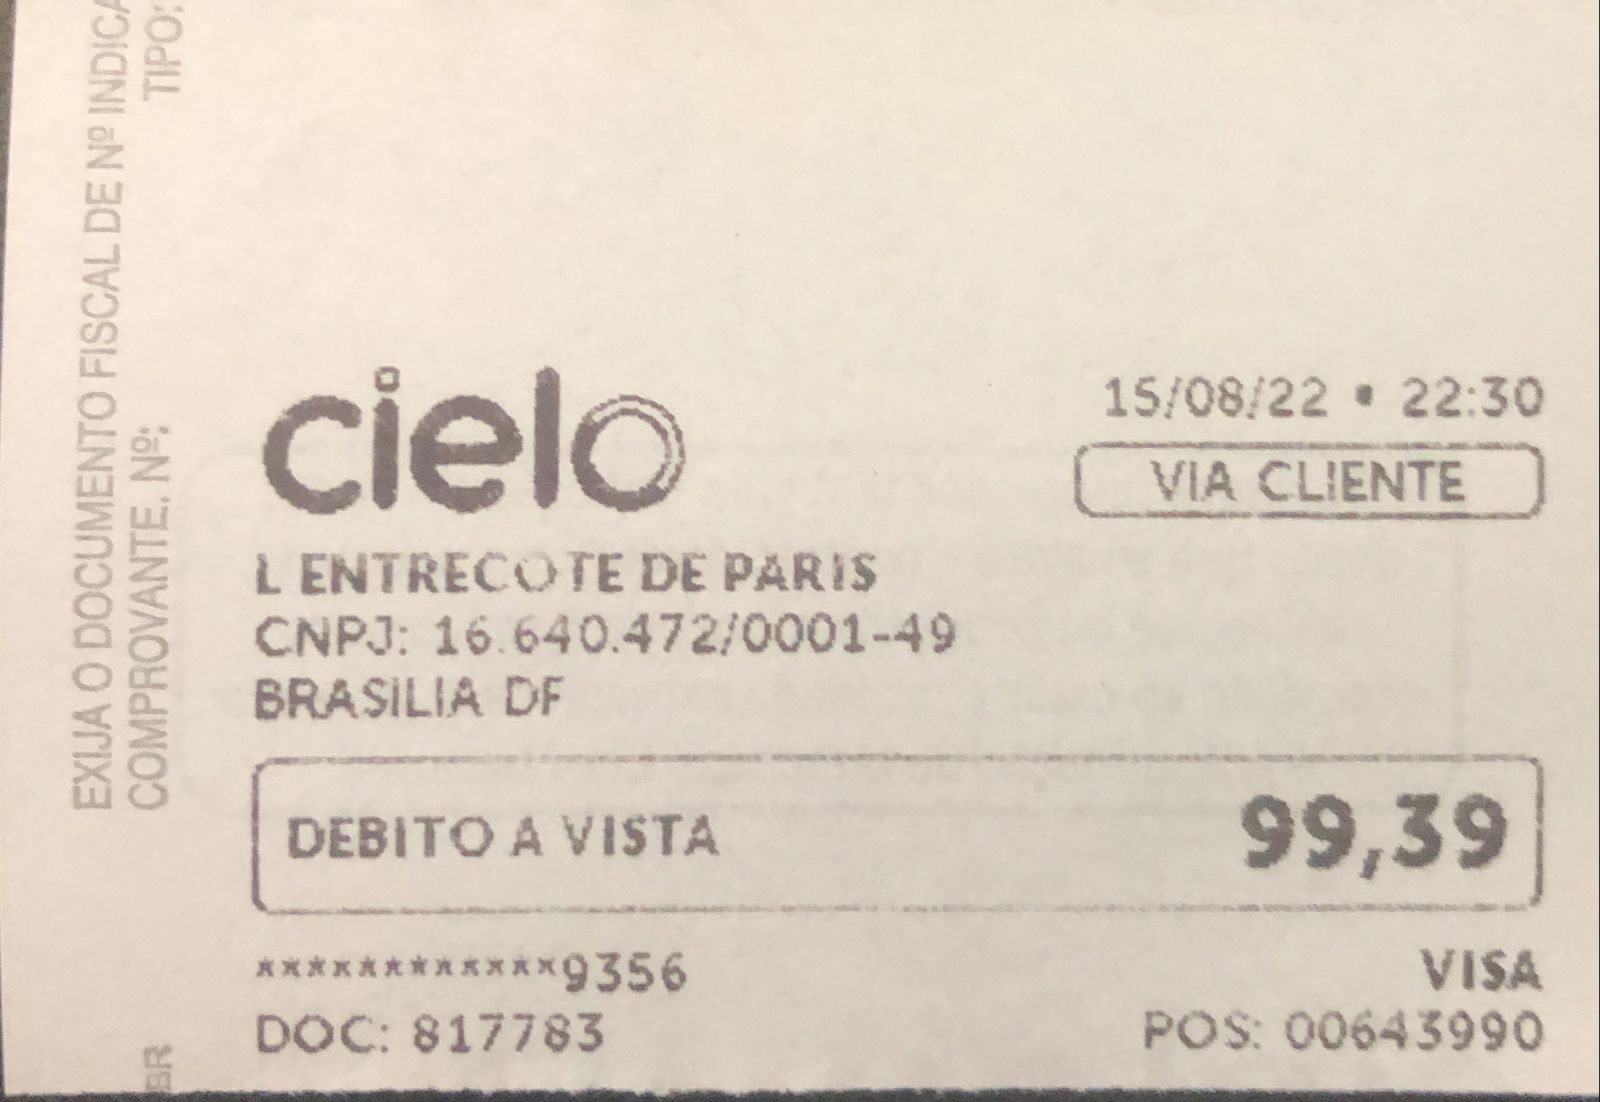 EXIJA O DOCUMENTO FISCAL DE Nº INDICA
COMPROVANTE. Nº: TIPO:
cielo
15/08/22 • 22:30
VIA CLIENTE
L ENTRECOTE DE PARIS
CNPJ: 16.640.472/0001-49
BRASILIA DF
DEBITO A VISTA 99,39
************9356 VISA
DOC: 817783 POS: 00643990
BR